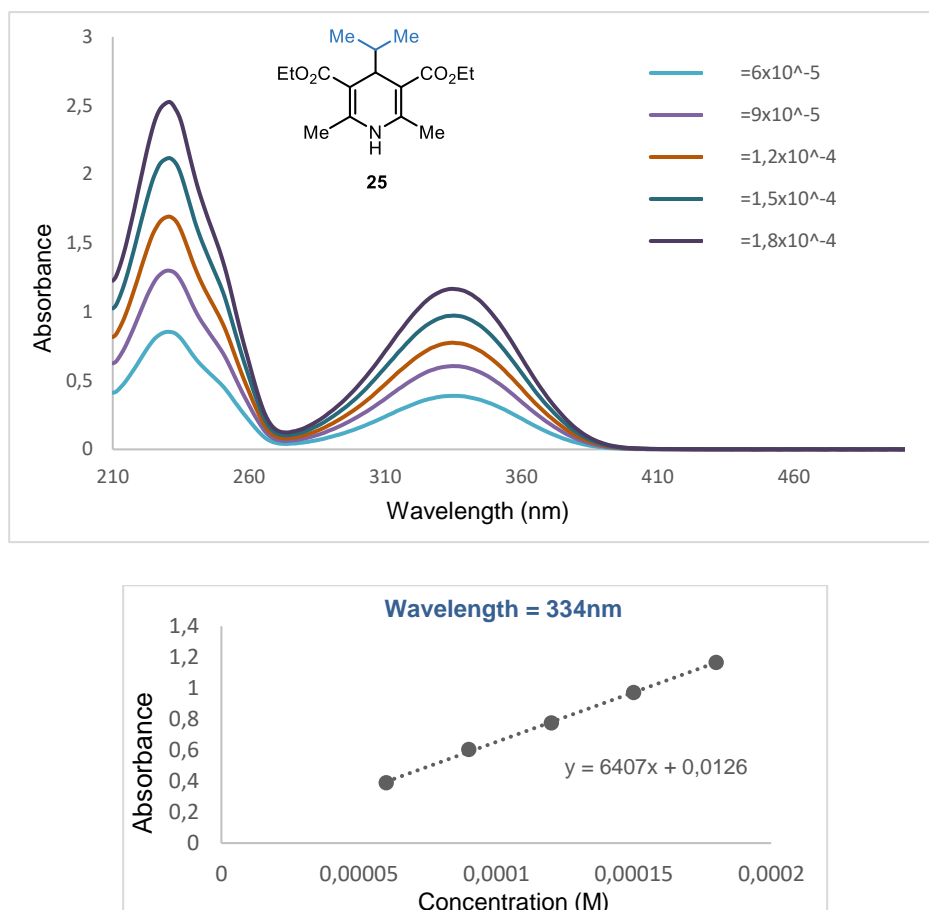 3
2,5
2
1,5
1
0,5
0
210
260
310
360
410
460
Absorbance
Wavelength (nm)
Me
Me
EtO2C
CO2Et
Me
N
H
Me
25
=6x10^-5
=9x10^-5
=1,2x10^-4
=1,5x10^-4
=1,8x10^-4
Wavelength = 334nm
1,4
1,2
1
0,8
0,6
0,4
0,2
0
Absorbance
y = 6407x + 0,0126
0
0,00005
0,0001
0,00015
0,0002
Concentration (M)